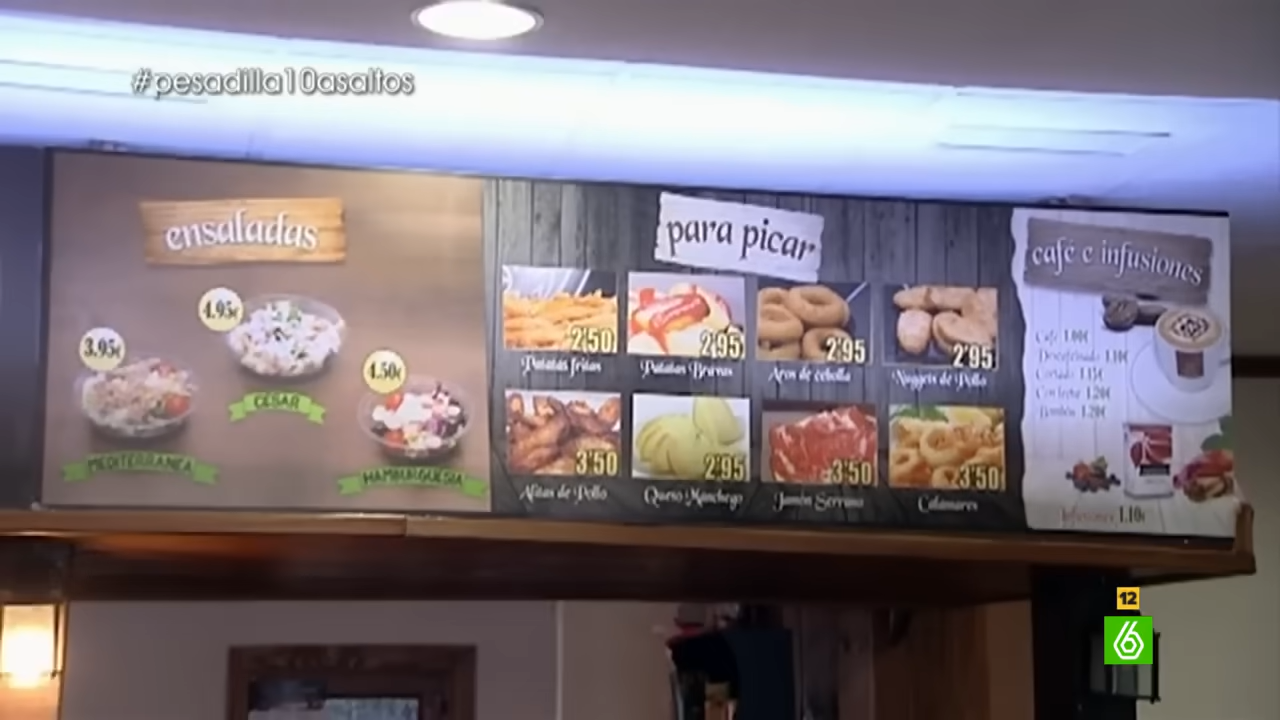 #pesadilla10asaltos
ensaladas
3.95€
MEDITERRANEA
4.95€
CESAR
4.50€
HAMBURGUESIA
para picar
2'50
Patatas fritas
2'95
Patatas Bravas
2'95
Aros de cebolla
2'95
Nuggets de Pollo
3'50
Alitas de Pollo
2'95
Queso Manchego
3'50
Jamón Serrano
3'50
Calamares
café e infusiones
Café 1.00€
Descafeinado 1.10€
Cortado 1.15€
Con leche 1.20€
Bombón 1.20€
Infusiones 1.10€
12
6